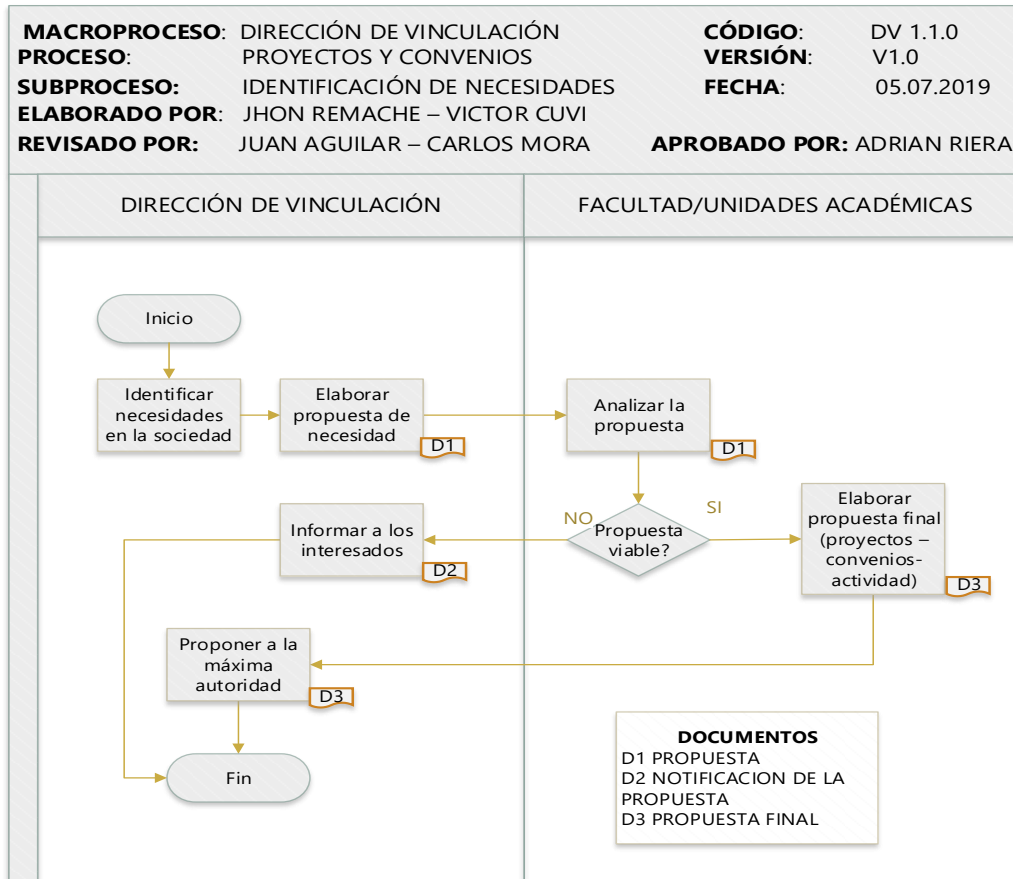 MACROPROCESO: DIRECCIÓN DE VINCULACIÓN CÓDIGO: DV 1.1.0
PROCESO: PROYECTOS Y CONVENIOS VERSIÓN: V1.0
SUBPROCESO: IDENTIFICACIÓN DE NECESIDADES FECHA: 05.07.2019
ELABORADO POR: JHON REMACHE – VICTOR CUVI
REVISADO POR: JUAN AGUILAR – CARLOS MORA APROBADO POR: ADRIAN RIERA
DIRECCIÓN DE VINCULACIÓN
FACULTAD/UNIDADES ACADÉMICAS
Inicio
Identificar
necesidades
en la sociedad
Elaborar
propuesta de
necesidad
D1
Analizar la
propuesta
D1
Propuesta
viable?
NO
SI
Informar a los
interesados
D2
Elaborar
propuesta final
(proyectos –
convenios-
actividad)
D3
Proponer a la
máxima
autoridad
D3
Fin
DOCUMENTOS
D1 PROPUESTA
D2 NOTIFICACION DE LA
PROPUESTA
D3 PROPUESTA FINAL